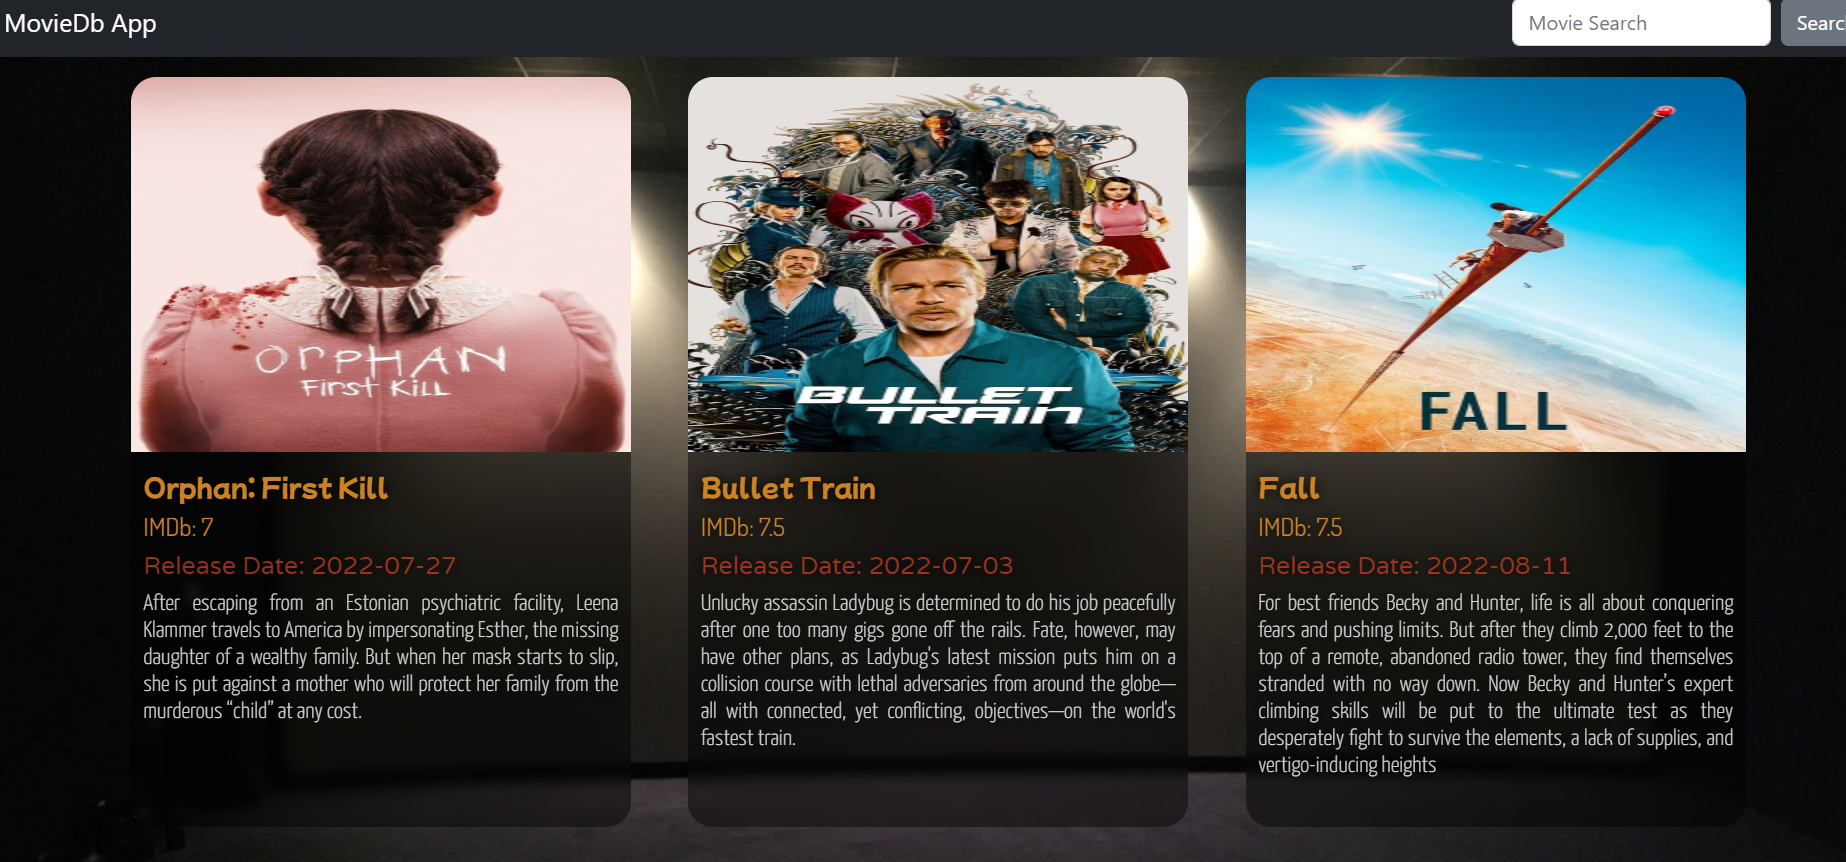 MovieDb App
Movie Search
Searc
ORPHAN
FIrst KILL
BULLET
TRAIN
FALL
Orphan: First Kill
IMDb: 7
Release Date: 2022-07-27
After escaping from an Estonian psychiatric facility, Leena
Klammer travels to America by impersonating Esther, the missing
daughter of a wealthy family. But when her mask starts to slip,
she is put against a mother who will protect her family from the
murderous “child” at any cost.
Bullet Train
IMDb: 7.5
Release Date: 2022-07-03
Unlucky assassin Ladybug is determined to do his job peacefully
after one too many gigs gone off the rails. Fate, however, may
have other plans, as Ladybug's latest mission puts him on a
collision course with lethal adversaries from around the globe—
all with connected, yet conflicting, objectives—on the world's
fastest train.
Fall
IMDb: 7.5
Release Date: 2022-08-11
For best friends Becky and Hunter, life is all about conquering
fears and pushing limits. But after they climb 2,000 feet to the
top of a remote, abandoned radio tower, they find themselves
stranded with no way down. Now Becky and Hunter’s expert
climbing skills will be put to the ultimate test as they
desperately fight to survive the elements, a lack of supplies, and
vertigo-inducing heights